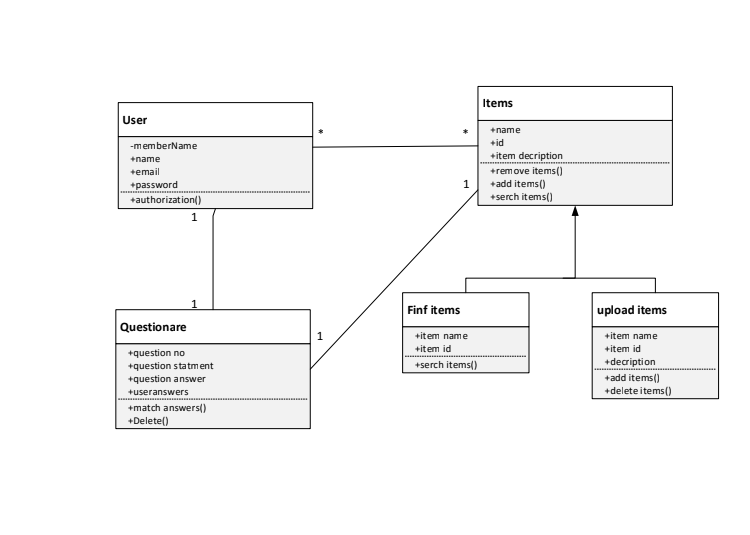 User
-memberName
+name
+email
+password
+authorization()
*
*
Items
+name
+id
+item decription
+remove items()
+add items()
+serch items()
1
1
1
1
Questionare
+question no
+question statment
+question answer
+useranswers
+match answers()
+Delete()
Finf items
+item name
+item id
+serch items()
upload items
+item name
+item id
+decription
+add items()
+delete items()